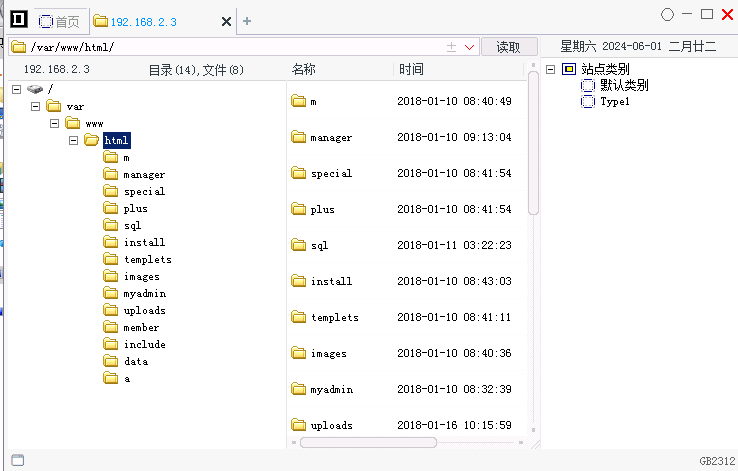 首页
192.168.2.3
/var/www/html/
读取
星期六 2024-06-01 二月廿二
192.168.2.3
目录(14),文件(8)
/
var
www
html
m
manager
special
plus
sql
install
templets
images
myadmin
uploads
member
include
data
a
名称 时间
m 2018-01-10 08:40:49
manager 2018-01-10 09:13:04
special 2018-01-10 08:41:54
plus 2018-01-10 08:41:54
sql 2018-01-11 03:22:23
install 2018-01-10 08:43:03
templets 2018-01-10 08:41:11
images 2018-01-10 08:40:36
myadmin 2018-01-10 08:32:39
uploads 2018-01-16 10:15:59
站点类别
默认类别
Type1
GB2312